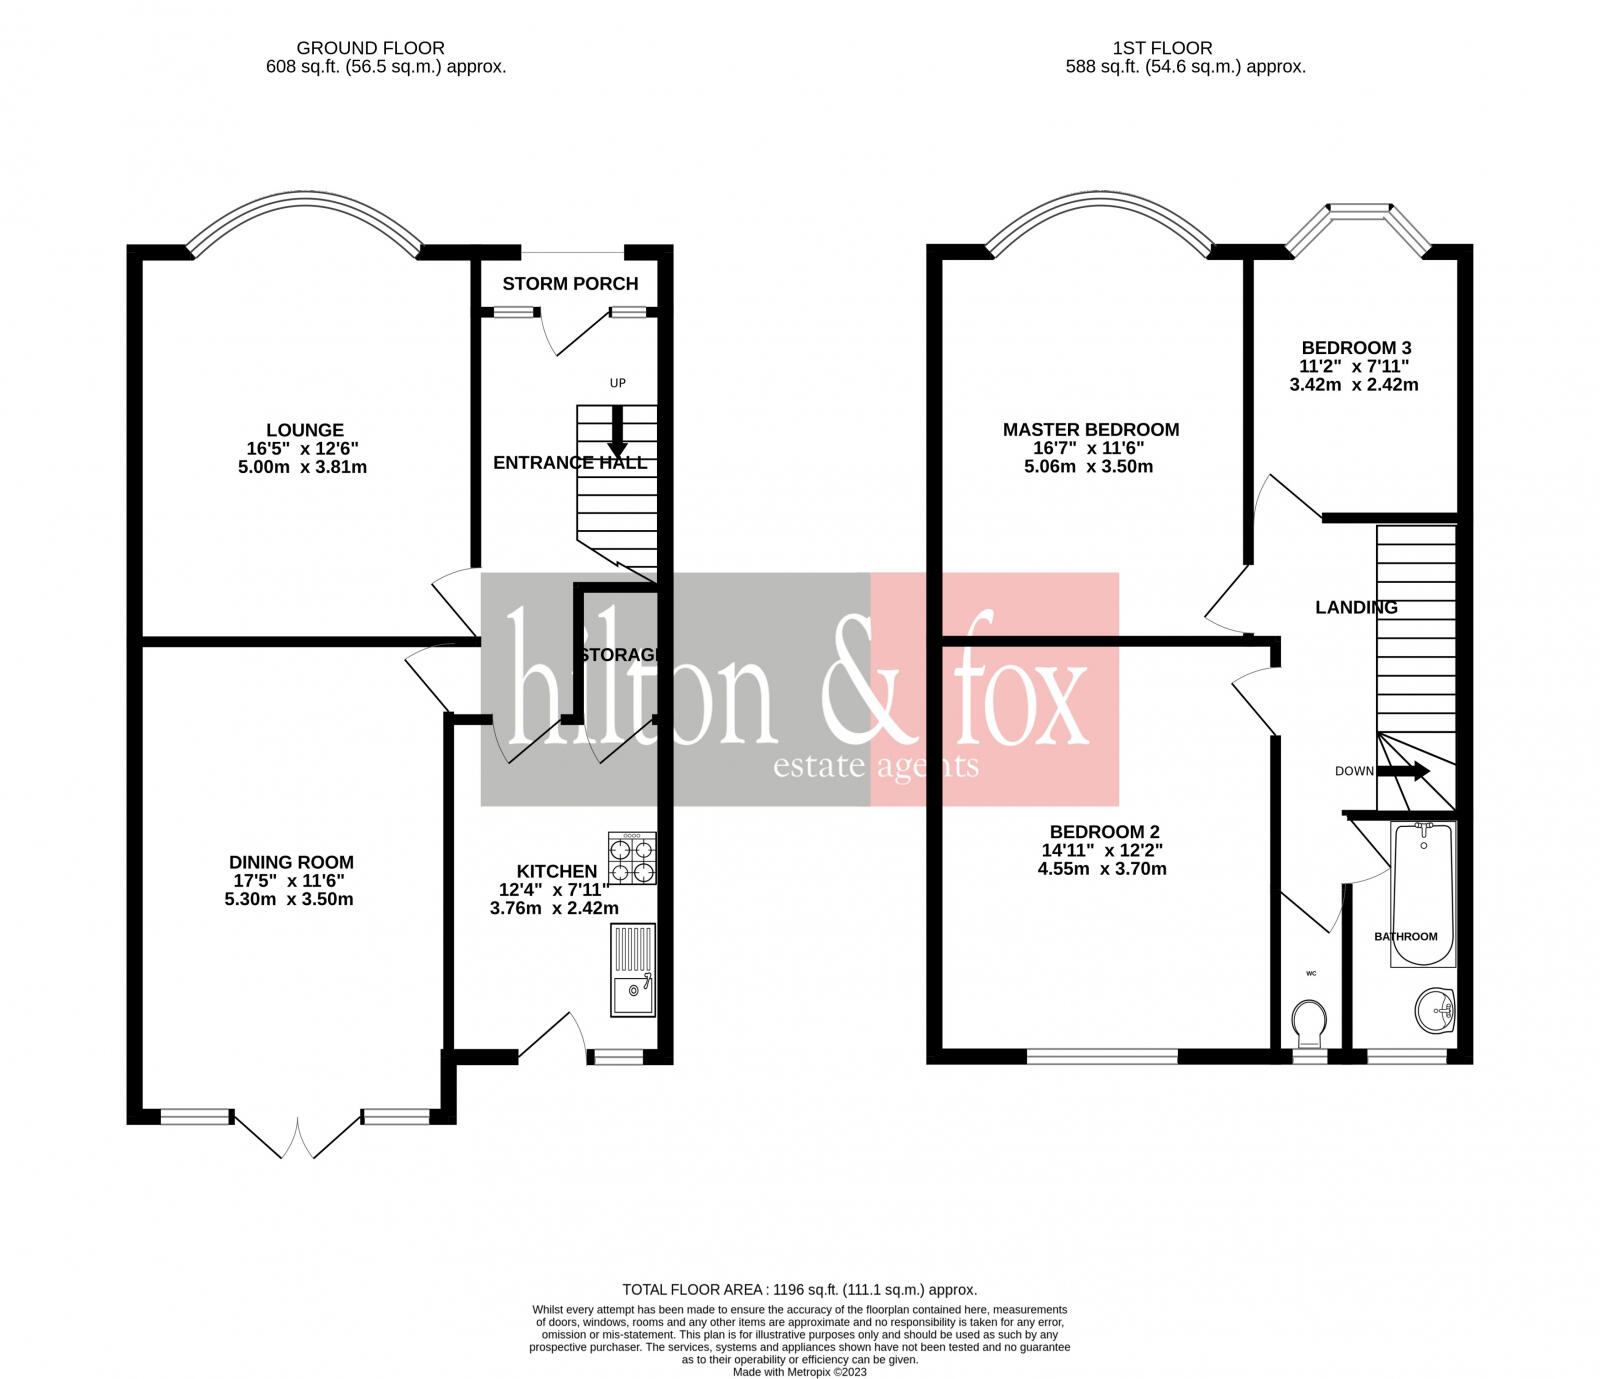 GROUND FLOOR
608 sq.ft. (56.5 sq.m.) approx.
1ST FLOOR
588 sq.ft. (54.6 sq.m.) approx.
STORM PORCH
UP
ENTRANCE HALL
LOUNGE
16'5" x 12'6"
5.00m x 3.81m
STORAGE
DINING ROOM
17'5" x 11'6"
5.30m x 3.50m
KITCHEN
12'4" x 7'11"
3.76m x 2.42m
MASTER BEDROOM
16'7" x 11'6"
5.06m x 3.50m
BEDROOM 3
11'2" x 7'11"
3.42m x 2.42m
LANDING
DOWN
BEDROOM 2
14'11" x 12'2"
4.55m x 3.70m
BATHROOM
WC
hilton & fox
estate agents
TOTAL FLOOR AREA : 1196 sq.ft. (111.1 sq.m.) approx.
Whilst every attempt has been made to ensure the accuracy of the floorplan contained here, measurements
of doors, windows, rooms and any other items are approximate and no responsibility is taken for any error,
omission or mis-statement. This plan is for illustrative purposes only and should be used as such by any
prospective purchaser. The services, systems and appliances shown have not been tested and no guarantee
as to their operability or efficiency can be given.
Made with Metropix ©2023